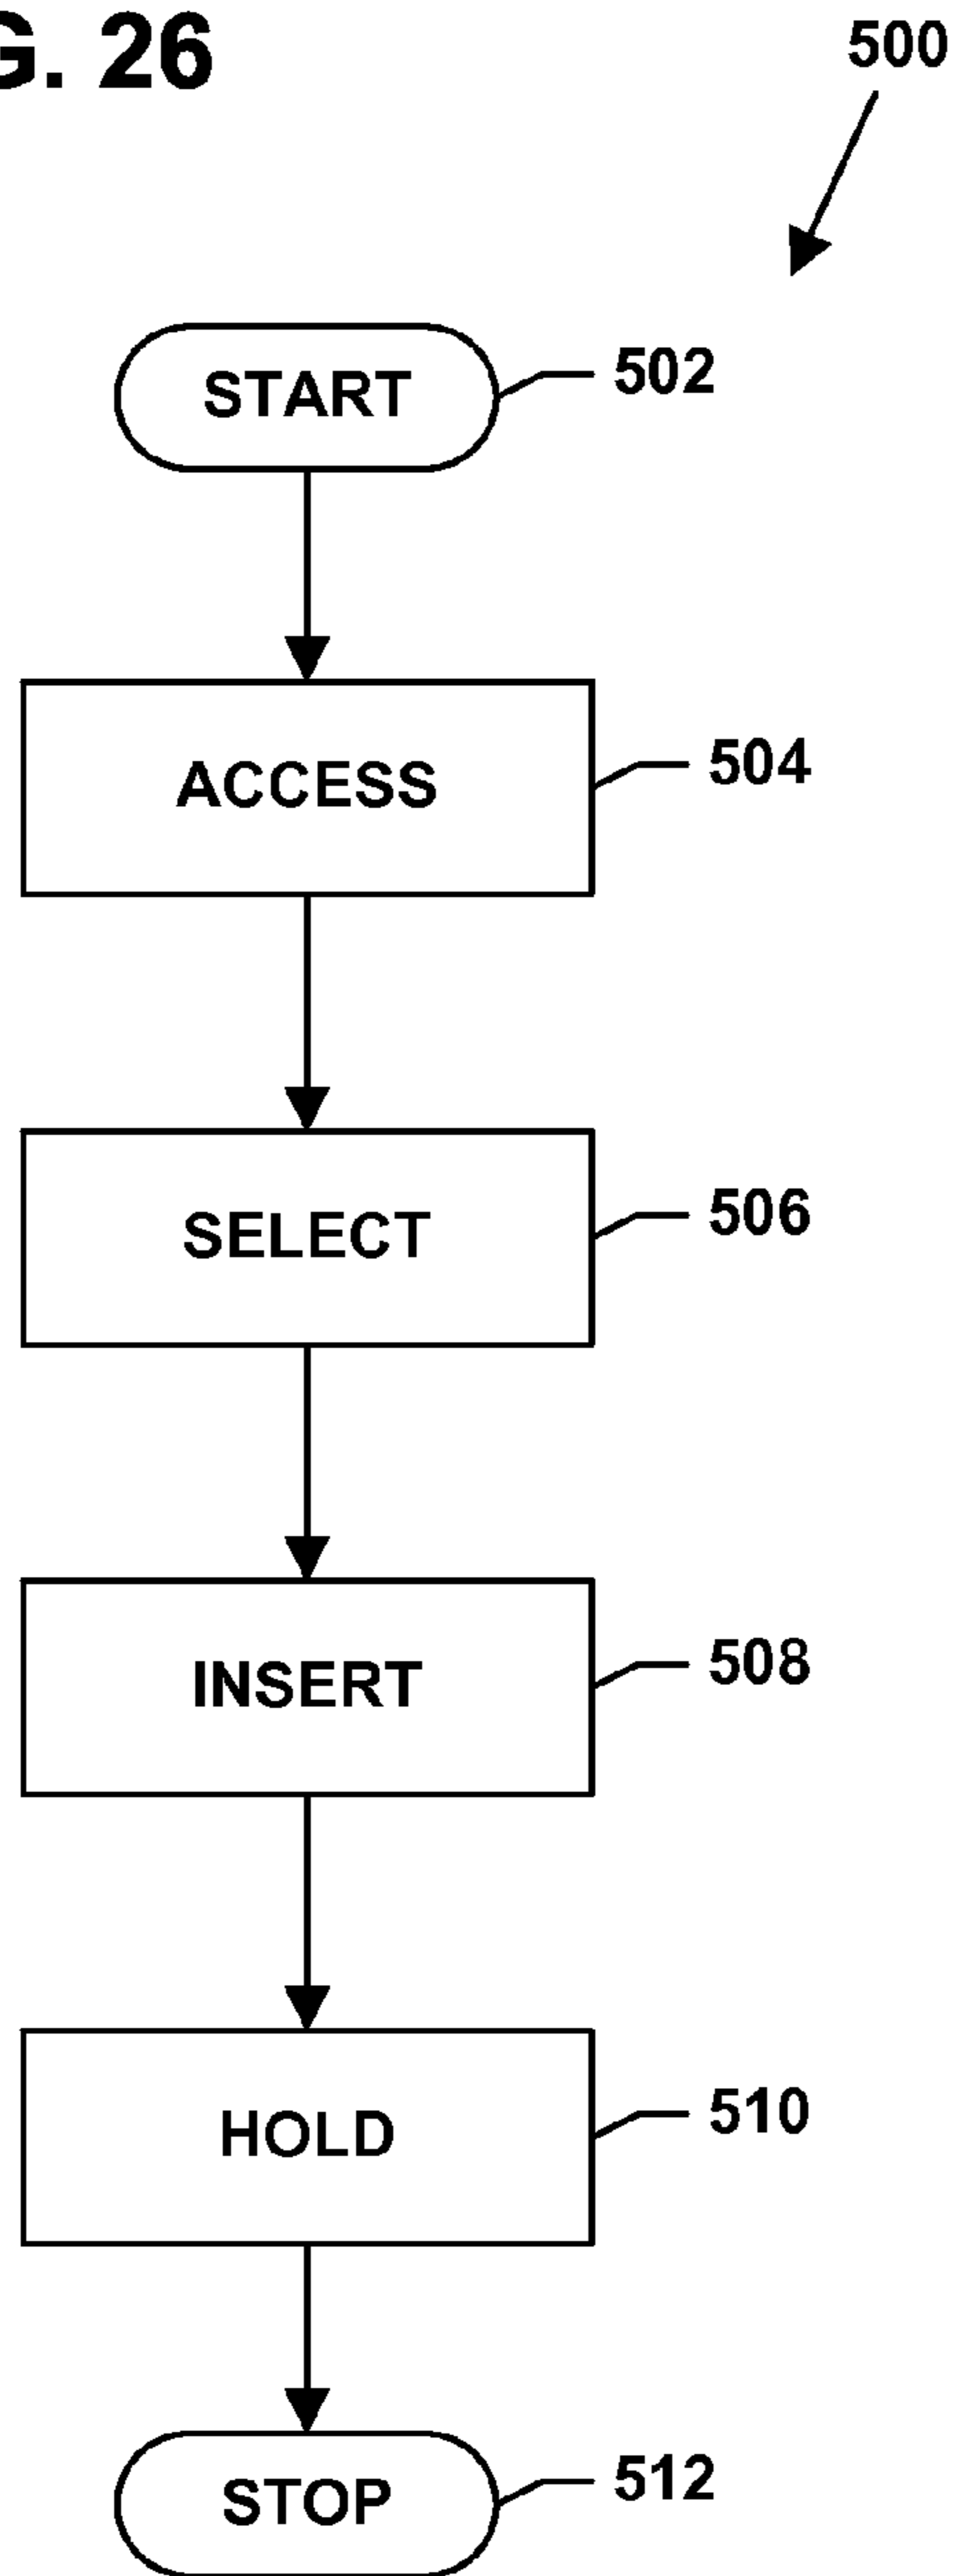 G. 26
500
START
502
ACCESS
504
SELECT
506
INSERT
508
HOLD
510
STOP
512